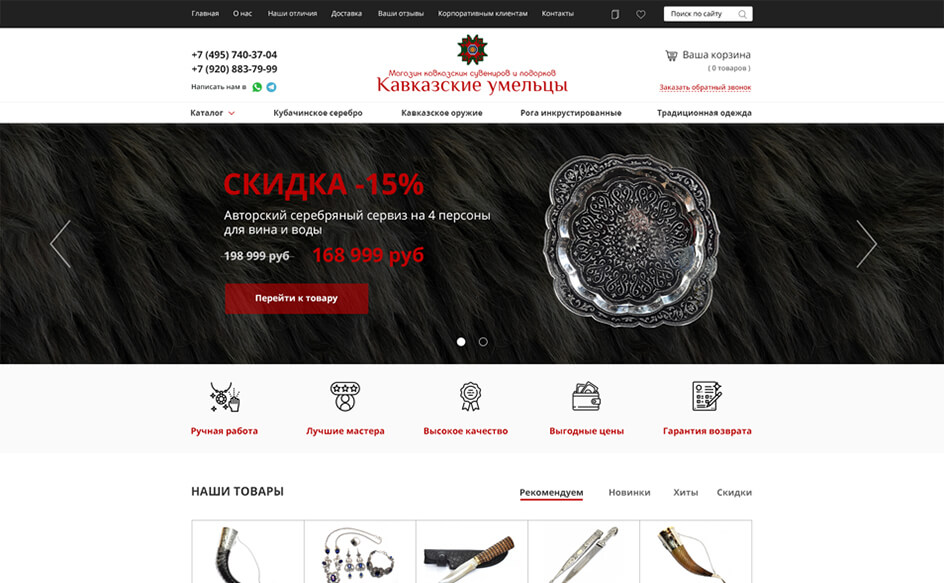 Главная О нас Наши отличия Доставка Ваши отзывы Корпоративным клиентам Контакты Поиск по сайту
+7 (495) 740-37-04
+7 (920) 883-79-99
Написать нам в
Магазин кавказских сувениров и подарков
Кавказские умельцы
Ваша корзина
( 0 товаров )
Заказать обратный звонок
Каталог Кубачинское серебро Кавказское оружие Рога инкрустированные Традиционная одежда
СКИДКА -15%
Авторский серебряный сервиз на 4 персоны
для вина и воды
198 999 руб 168 999 руб
Перейти к товару
Ручная работа Лучшие мастера Высокое качество Выгодные цены Гарантия возврата
НАШИ ТОВАРЫ Рекомендуем Новинки Хиты Скидки